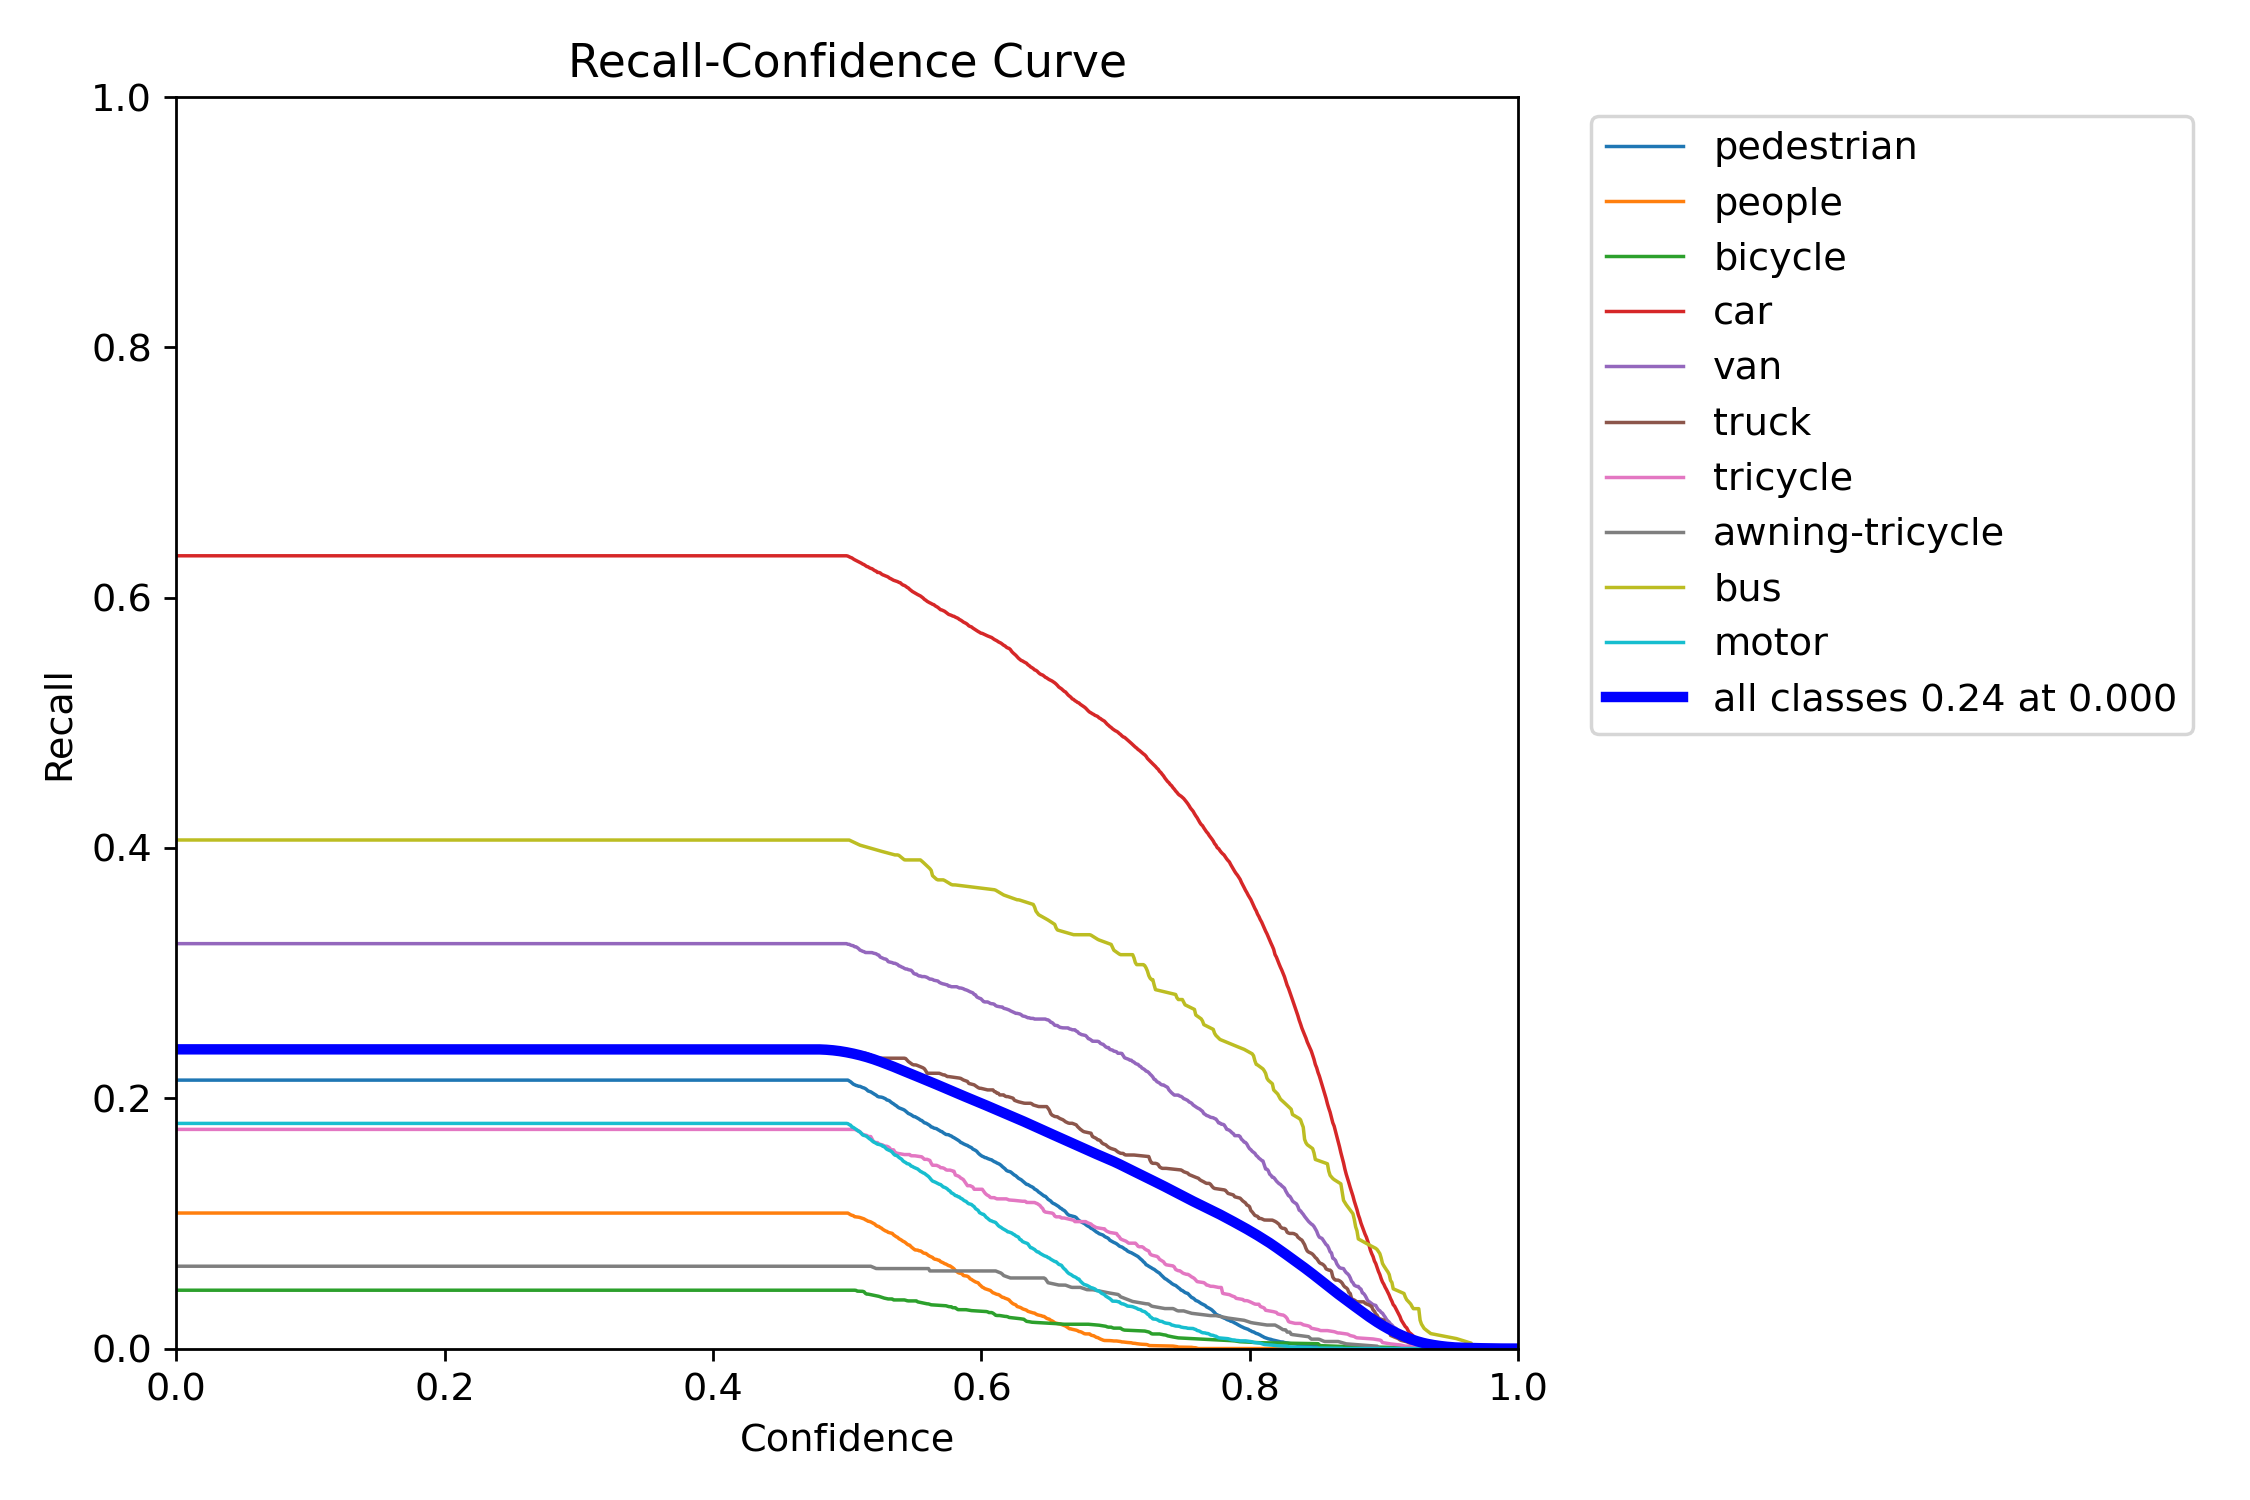 Recall-Confidence Curve
1.0
0.8
0.6
0.4
0.2
0.0
Recall
0.0 0.2 0.4 0.6 0.8 1.0
Confidence
pedestrian
people
bicycle
car
van
truck
tricycle
awning-tricycle
bus
motor
all classes 0.24 at 0.000